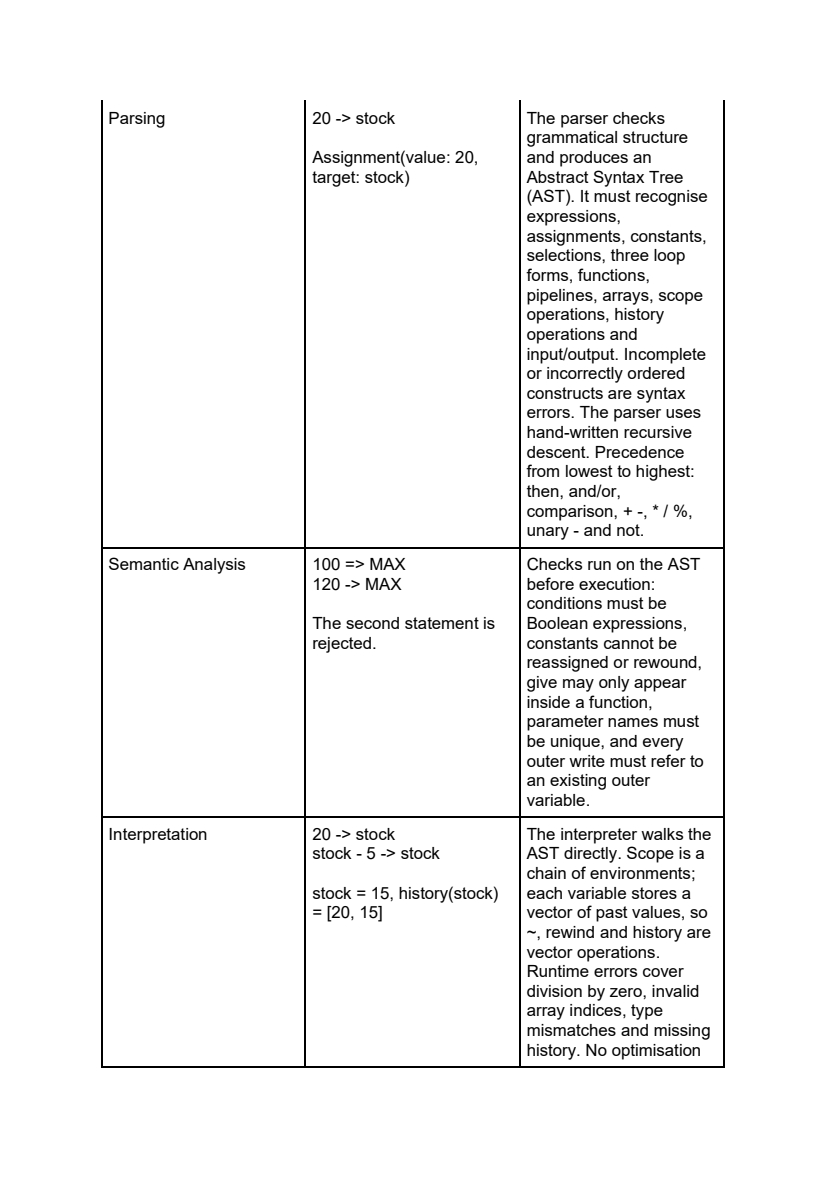 Parsing
20 -> stock
Assignment(value: 20,
target: stock)
The parser checks
grammatical structure
and produces an
Abstract Syntax Tree
(AST). It must recognise
expressions,
assignments, constants,
selections, three loop
forms, functions,
pipelines, arrays, scope
operations, history
operations and
input/output. Incomplete
or incorrectly ordered
constructs are syntax
errors. The parser uses
hand-written recursive
descent. Precedence
from lowest to highest:
then, and/or,
comparison, + -, * / %,
unary - and not.
Semantic Analysis
100 => MAX
120 -> MAX
The second statement is
rejected.
Checks run on the AST
before execution:
conditions must be
Boolean expressions,
constants cannot be
reassigned or rewound,
give may only appear
inside a function,
parameter names must
be unique, and every
outer write must refer to
an existing outer
variable.
Interpretation
20 -> stock
stock - 5 -> stock
stock = 15, history(stock)
= [20, 15]
The interpreter walks the
AST directly. Scope is a
chain of environments;
each variable stores a
vector of past values, so
~, rewind and history are
vector operations.
Runtime errors cover
division by zero, invalid
array indices, type
mismatches and missing
history. No optimisation